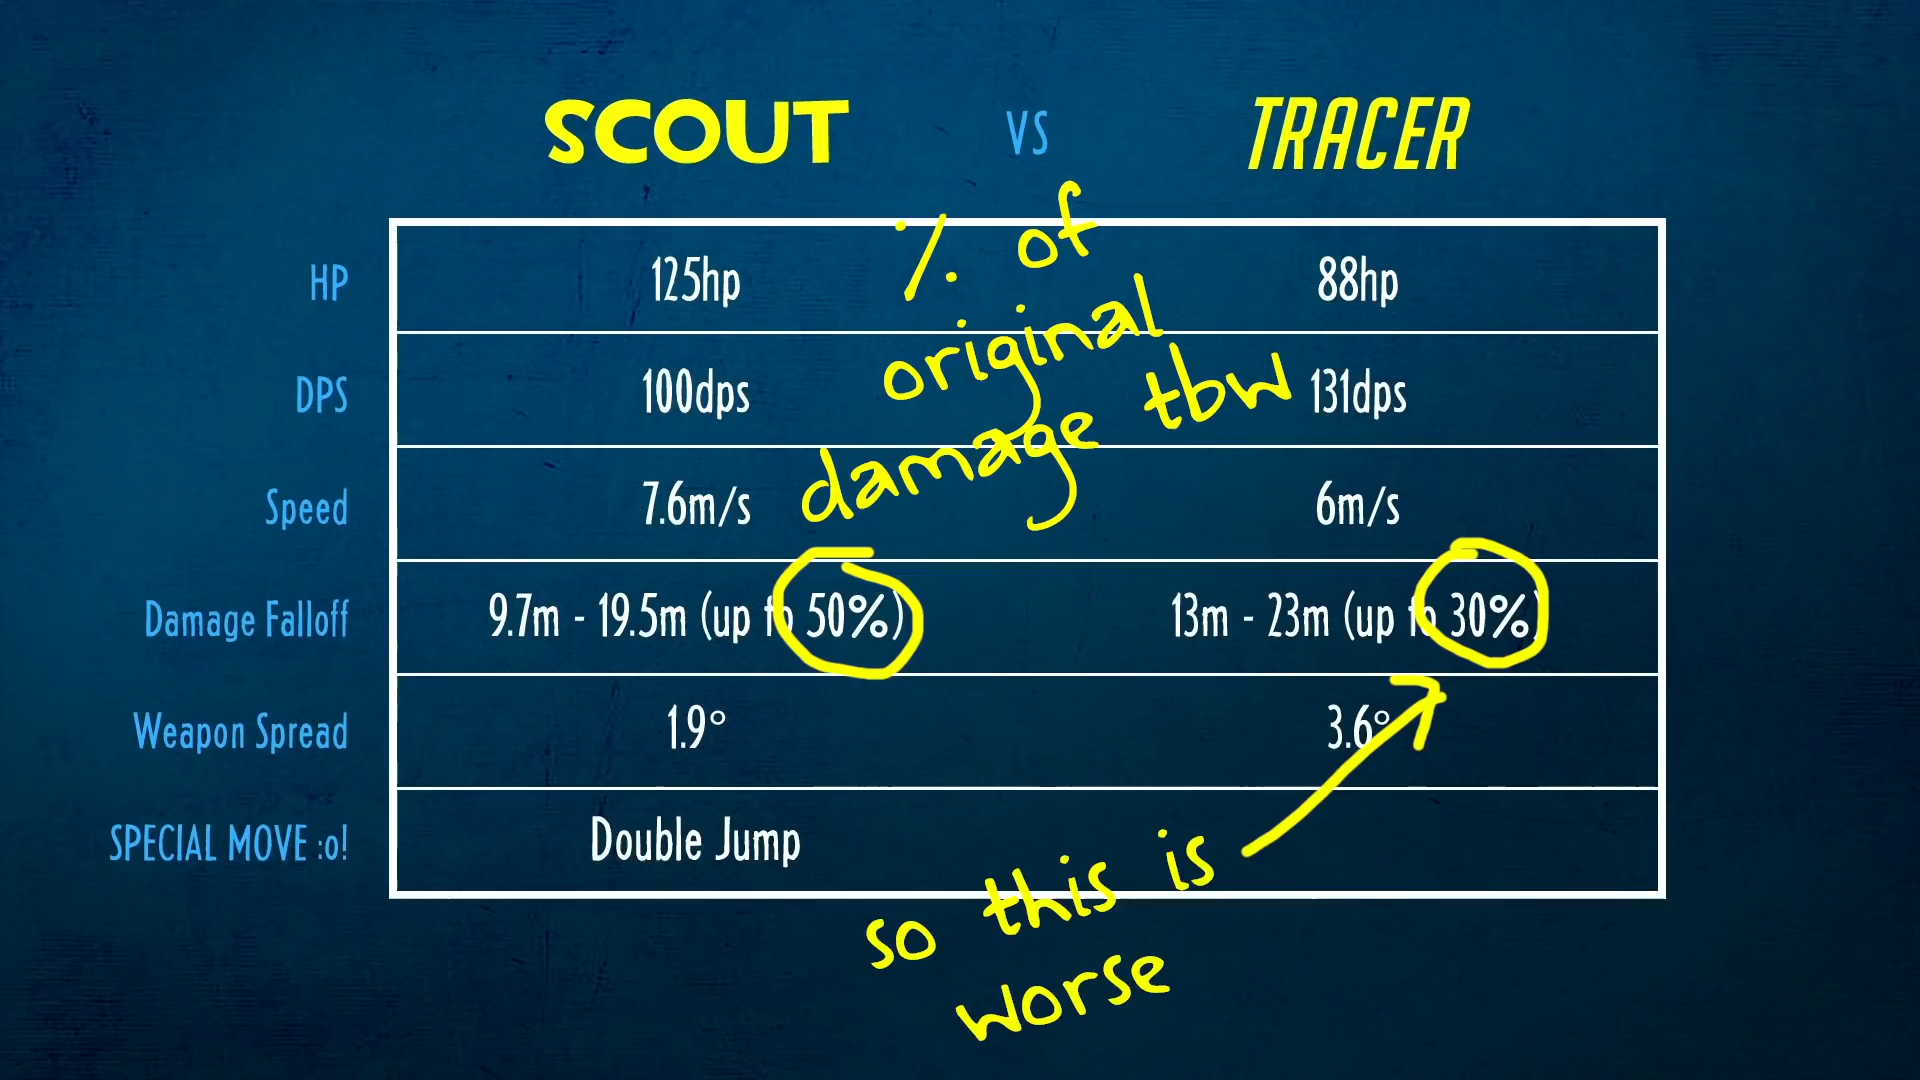 SCOUT VS TRACER
HP 125hp 88hp
DPS 100dps 131dps
Speed 7.6m/s 6m/s
Damage Falloff 9.7m - 19.5m (up to 50%) 13m - 23m (up to 30%)
Weapon Spread 1.9° 3.6°
SPECIAL MOVE :o! Double Jump
% of
original
damage tbw
so this is
worse